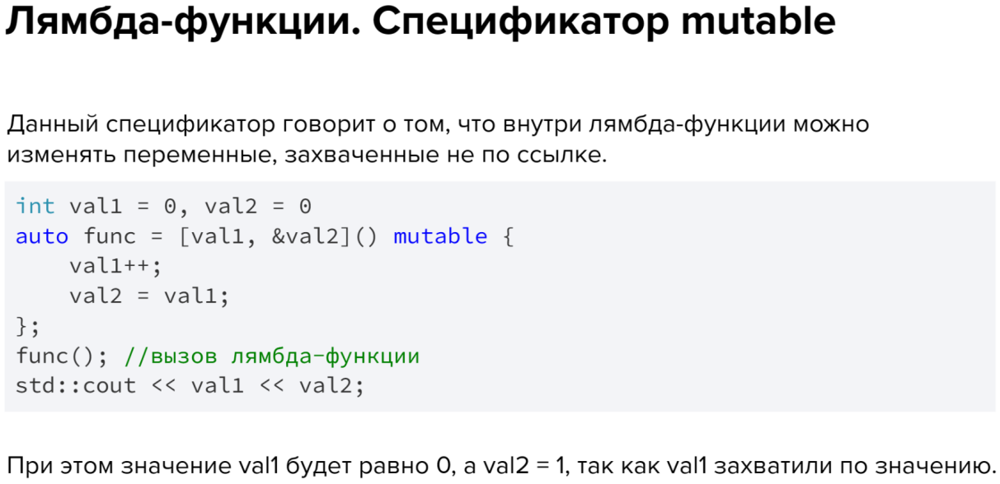 Лямбда-функции. Спецификатор mutable
Данный спецификатор говорит о том, что внутри лямбда-функции можно
изменять переменные, захваченные не по ссылке.
int val1 = 0, val2 = 0
auto func = [val1, &val2]() mutable {
    val1++;
    val2 = val1;
};
func(); //вызов лямбда-функции
std::cout << val1 << val2;
При этом значение val1 будет равно 0, а val2 = 1, так как val1 захватили по значению.